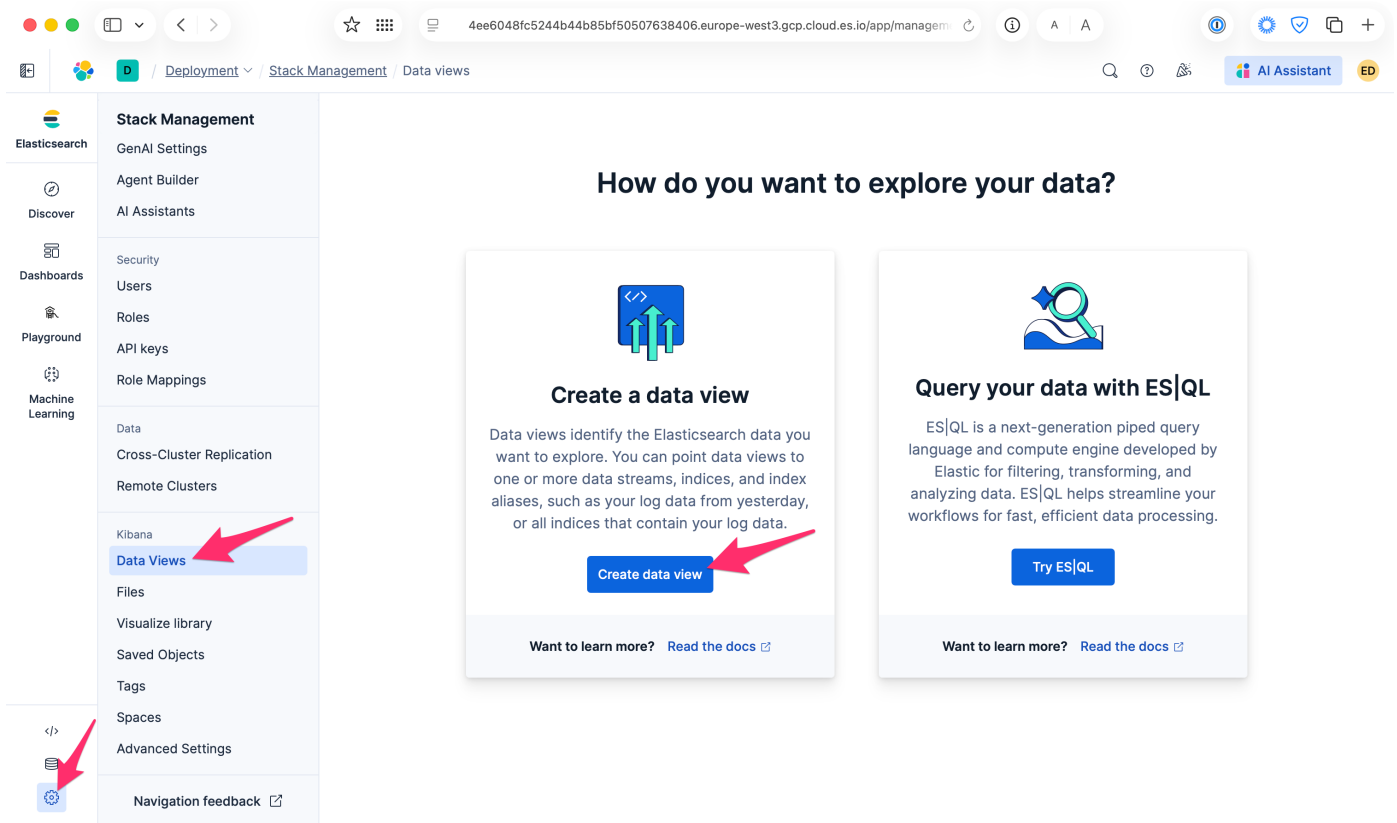 4ee6048fc5244b44b85bf50507638406.europe-west3.gcp.cloud.es.io/app/managem
A A
D / Deployment / Stack Management / Data views
AI Assistant
ED
Elasticsearch
Discover
Dashboards
Playground
Machine
Learning
Stack Management
GenAI Settings
Agent Builder
AI Assistants
Security
Users
Roles
API keys
Role Mappings
Data
Cross-Cluster Replication
Remote Clusters
Kibana
Data Views
Files
Visualize library
Saved Objects
Tags
Spaces
Advanced Settings
Navigation feedback
How do you want to explore your data?
Create a data view
Data views identify the Elasticsearch data you
want to explore. You can point data views to
one or more data streams, indices, and index
aliases, such as your log data from yesterday,
or all indices that contain your log data.
Create data view
Want to learn more? Read the docs
Query your data with ES|QL
ES|QL is a next-generation piped query
language and compute engine developed by
Elastic for filtering, transforming, and
analyzing data. ES|QL helps streamline your
workflows for fast, efficient data processing.
Try ES|QL
Want to learn more? Read the docs